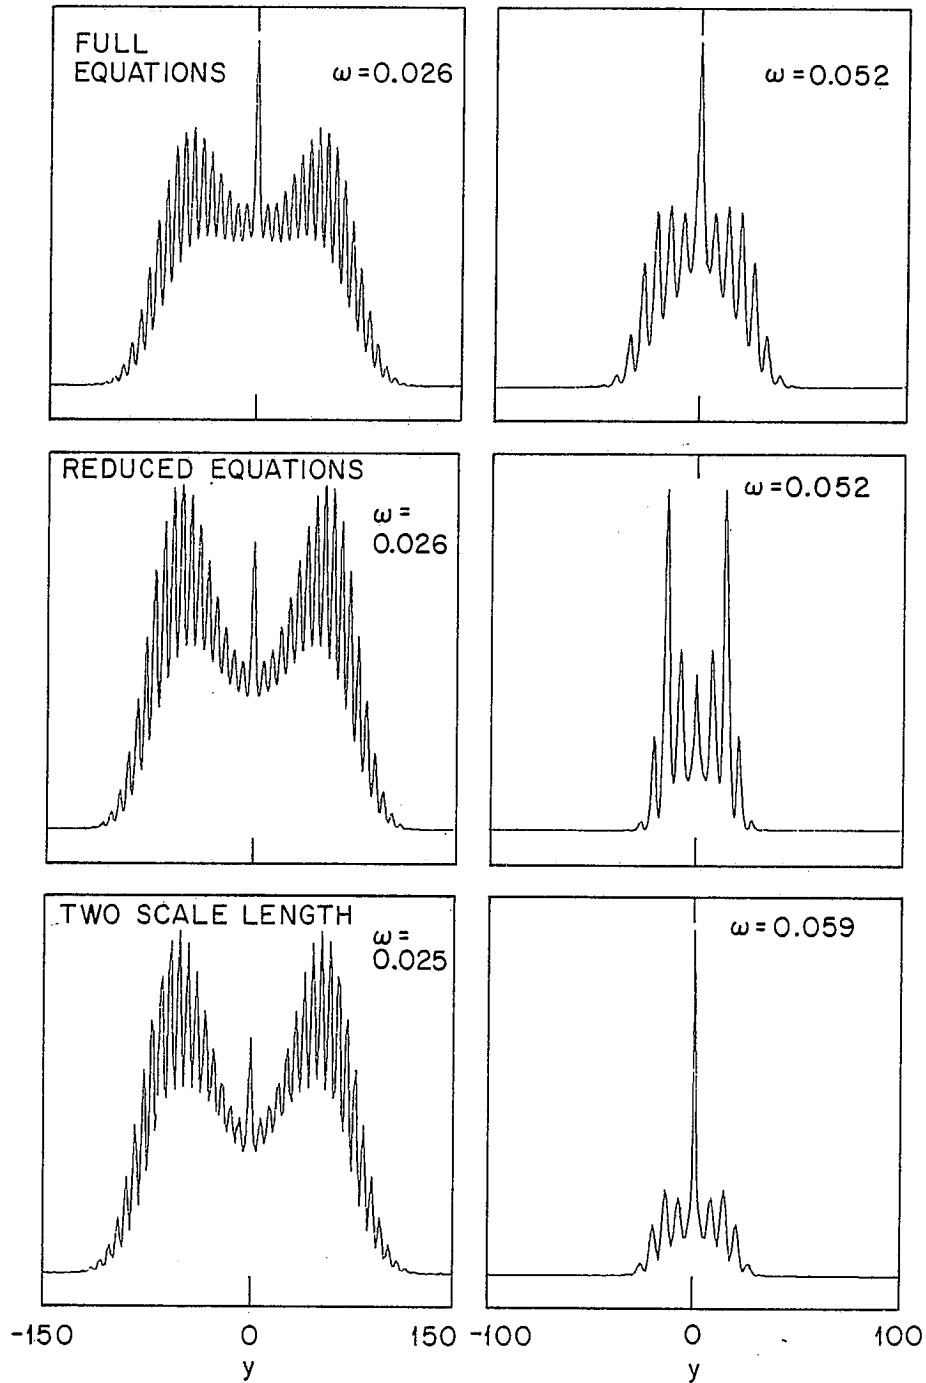 FULL
EQUATIONS
ω=0.026
ω=0.052
REDUCED EQUATIONS
ω=
0.026
ω=0.052
TWO SCALE LENGTH
ω=
0.025
ω=0.059
-150 0 150
y
-100 0 100
y